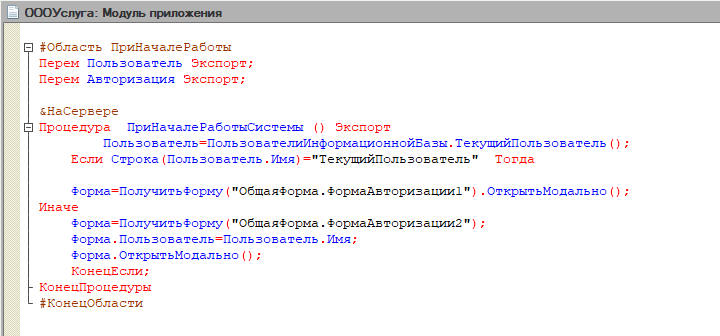 ОООУслуга: Модуль приложения
#Область ПриНачалеРаботы
Перем Пользователь Экспорт;
Перем Авторизация Экспорт;
&НаСервере
Процедура  ПриНачалеРаботыСистемы () Экспорт
Пользователь=ПользователиИнформационнойБазы.ТекущийПользователь();
Если Строка(Пользователь.Имя)="ТекущийПользователь"  Тогда
Форма=ПолучитьФорму("ОбщаяФорма.ФормаАвторизации1").ОткрытьМодально();
Иначе
Форма=ПолучитьФорму("ОбщаяФорма.ФормаАвторизации2");
Форма.Пользователь=Пользователь.Имя;
Форма.ОткрытьМодально();
КонецЕсли;
КонецПроцедуры
#КонецОбласти